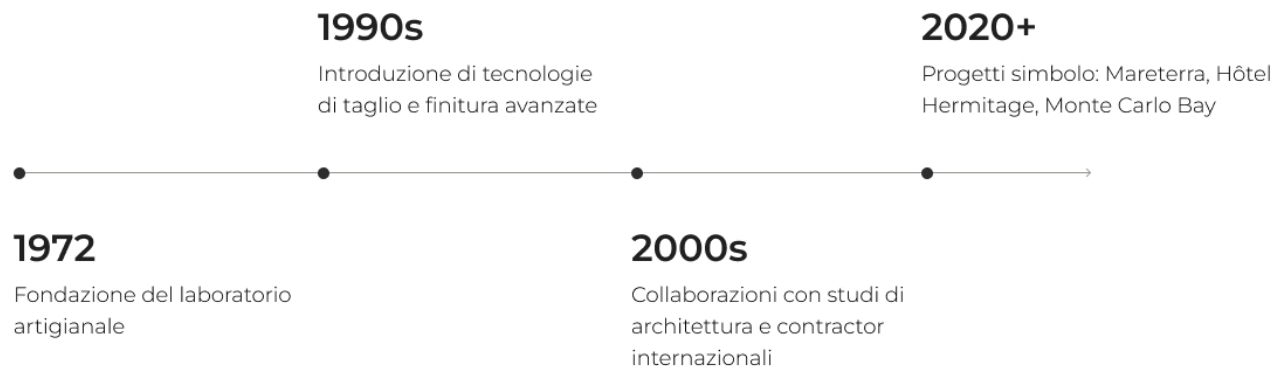 1990s
Introduzione di tecnologie
di taglio e finitura avanzate
2020+
Progetti simbolo: Mareterra, Hôtel
Hermitage, Monte Carlo Bay
1972
Fondazione del laboratorio
artigianale
2000s
Collaborazioni con studi di
architettura e contractor
internazionali